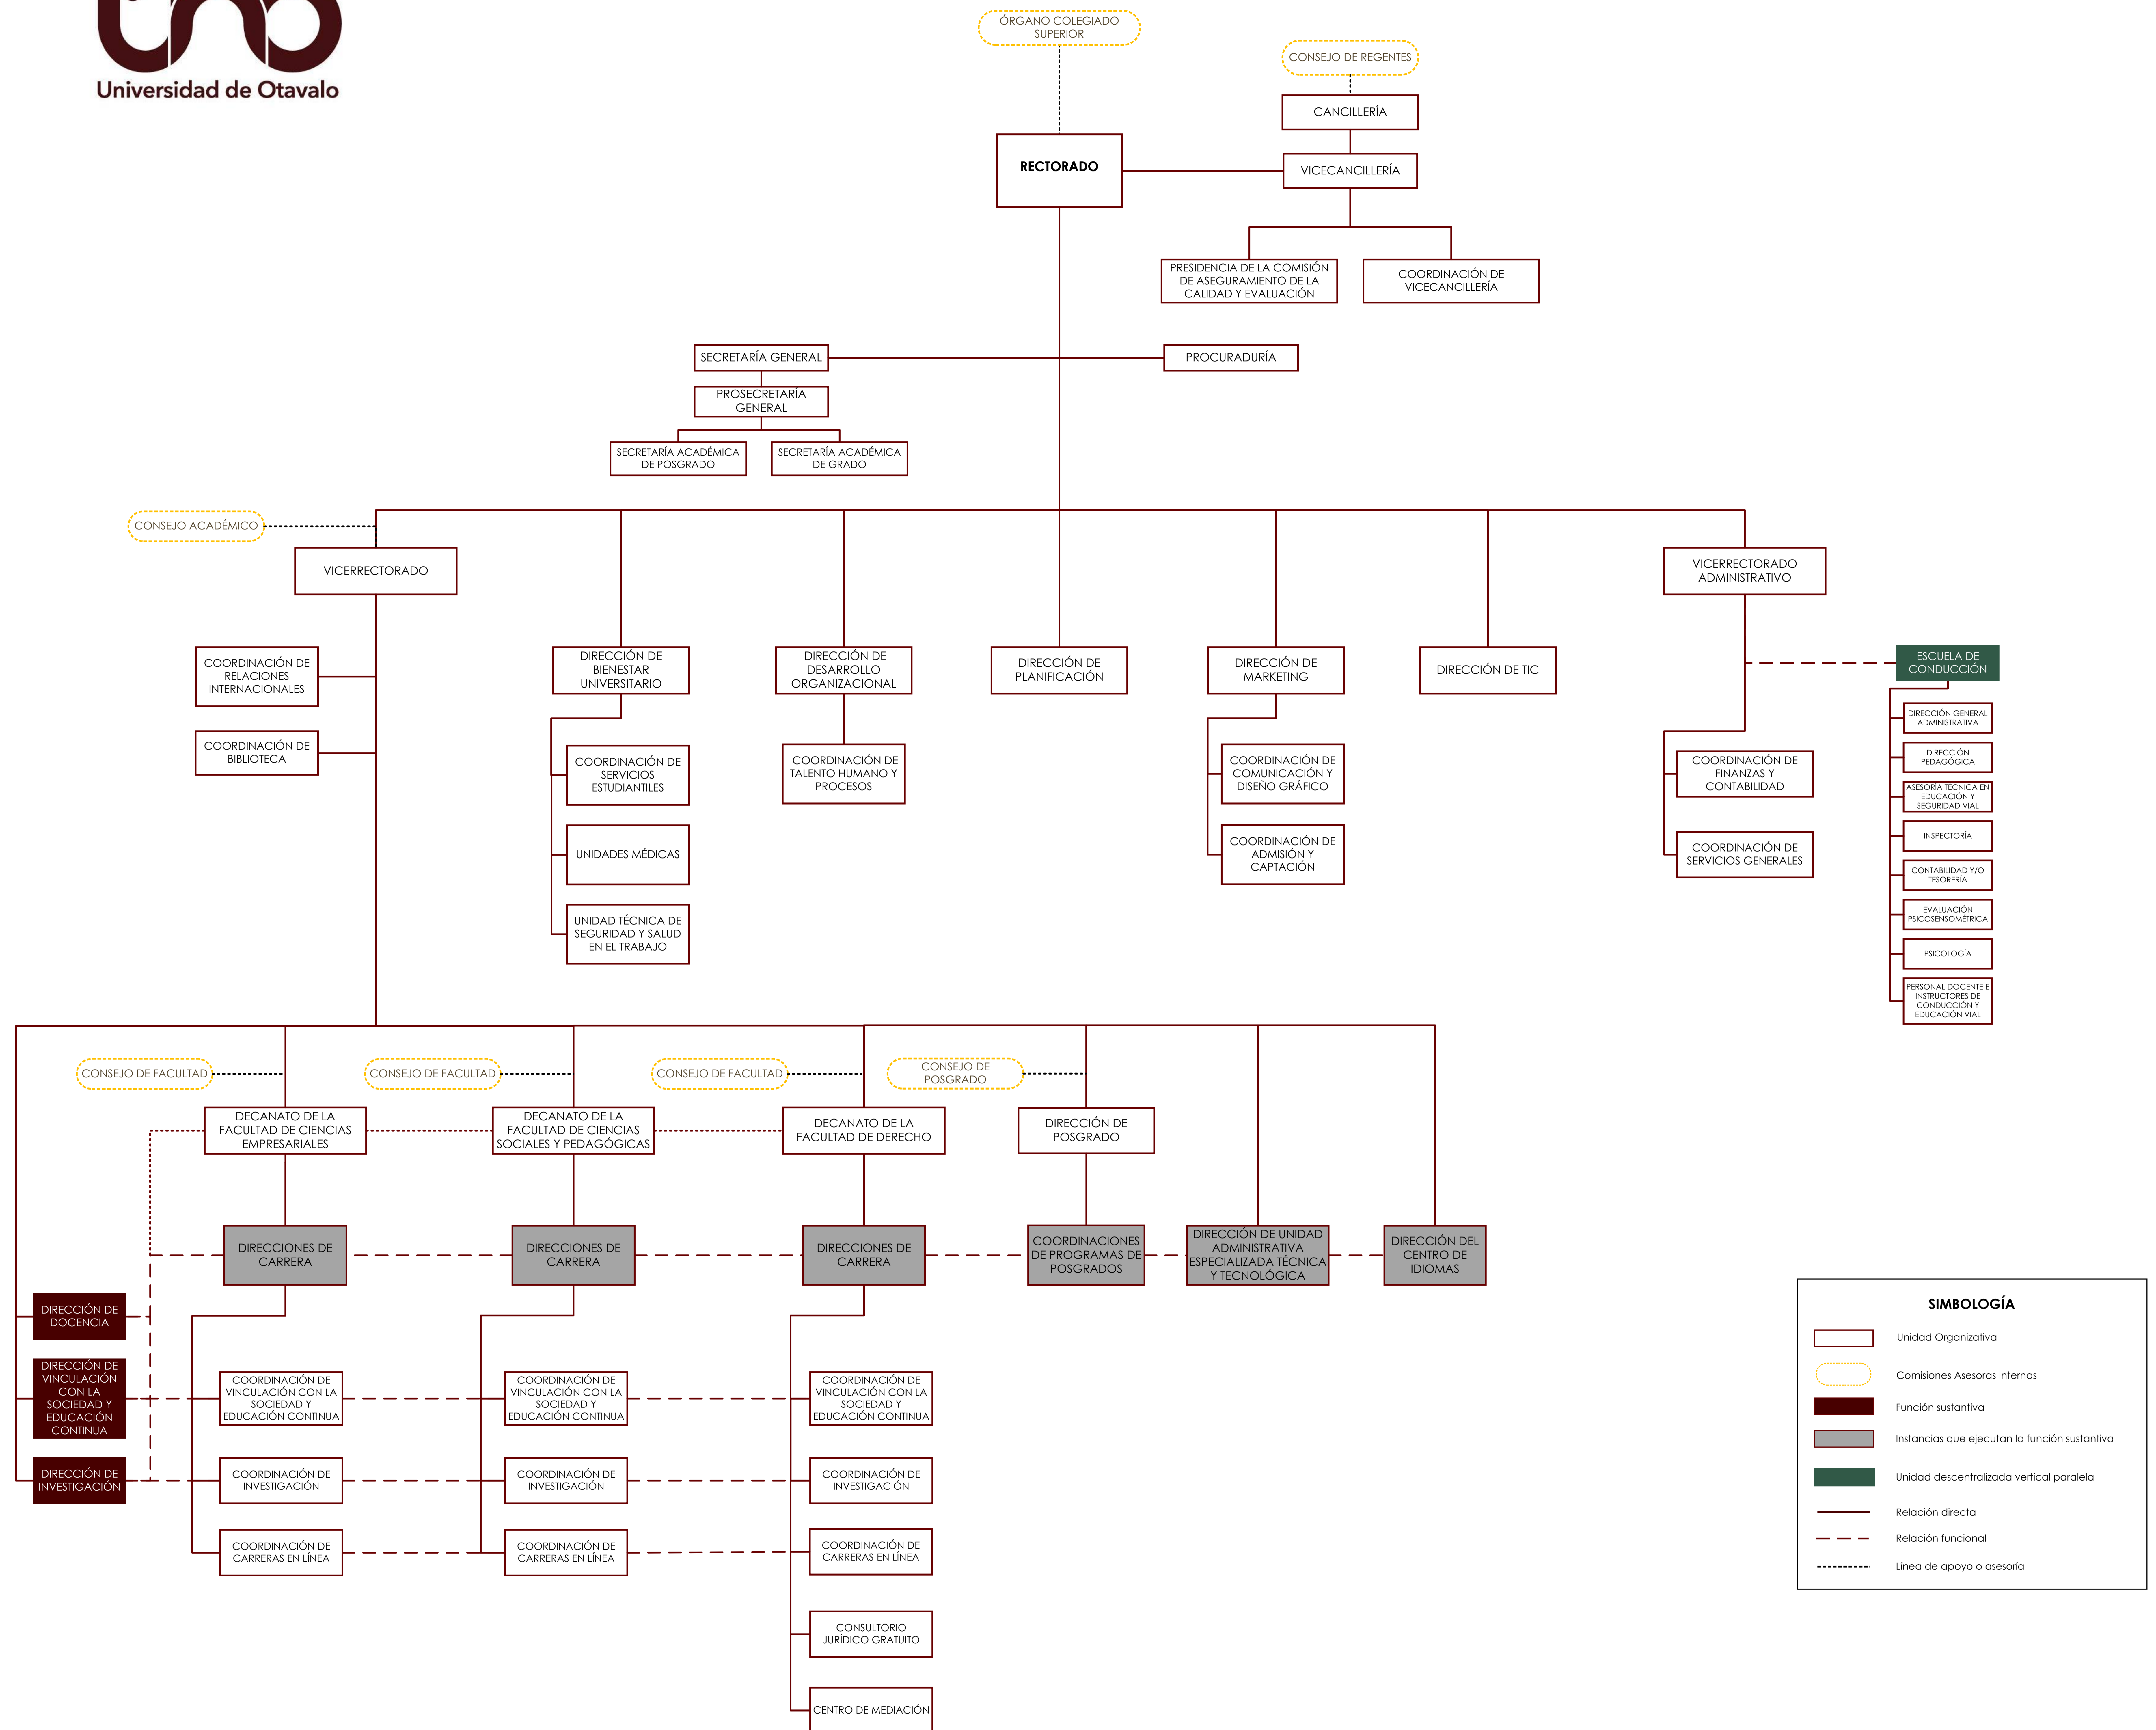 Universidad de Otavalo
ÓRGANO COLEGIADO
SUPERIOR
CONSEJO DE REGENTES
CANCILLERÍA
RECTORADO
VICECANCILLERÍA
PRESIDENCIA DE LA COMISIÓN
DE ASEGURAMIENTO DE LA
CALIDAD Y EVALUACIÓN
COORDINACIÓN DE
VICECANCILLERÍA
SECRETARÍA GENERAL
PROCURADURÍA
PROSECRETARÍA
GENERAL
SECRETARÍA ACADÉMICA
DE POSGRADO
SECRETARÍA ACADÉMICA
DE GRADO
CONSEJO ACADÉMICO
VICERRECTORADO
VICERRECTORADO
ADMINISTRATIVO
COORDINACIÓN DE
RELACIONES
INTERNACIONALES
COORDINACIÓN DE
BIBLIOTECA
DIRECCIÓN DE
BIENESTAR
UNIVERSITARIO
COORDINACIÓN DE
SERVICIOS
ESTUDIANTILES
UNIDADES MÉDICAS
UNIDAD TÉCNICA DE
SEGURIDAD Y SALUD
EN EL TRABAJO
DIRECCIÓN DE
DESARROLLO
ORGANIZACIONAL
COORDINACIÓN DE
TALENTO HUMANO Y
PROCESOS
DIRECCIÓN DE
PLANIFICACIÓN
DIRECCIÓN DE
MARKETING
COORDINACIÓN DE
COMUNICACIÓN Y
DISEÑO GRÁFICO
COORDINACIÓN DE
ADMISIÓN Y
CAPTACIÓN
DIRECCIÓN DE TIC
COORDINACIÓN DE
FINANZAS Y
CONTABILIDAD
COORDINACIÓN DE
SERVICIOS GENERALES
ESCUELA DE
CONDUCCIÓN
DIRECCIÓN GENERAL
ADMINISTRATIVA
DIRECCIÓN
PEDAGÓGICA
ASESORÍA TÉCNICA EN
EDUCACIÓN Y
SEGURIDAD VIAL
INSPECTORÍA
CONTABILIDAD Y/O
TESORERÍA
EVALUACIÓN
PSICOSENSOMÉTRICA
PSICOLOGÍA
PERSONAL DOCENTE E
INSTRUCTORES DE
CONDUCCIÓN Y
EDUCACIÓN VIAL
CONSEJO DE FACULTAD
CONSEJO DE FACULTAD
CONSEJO DE FACULTAD
CONSEJO DE
POSGRADO
DECANATO DE LA
FACULTAD DE CIENCIAS
EMPRESARIALES
DECANATO DE LA
FACULTAD DE CIENCIAS
SOCIALES Y PEDAGÓGICAS
DECANATO DE LA
FACULTAD DE DERECHO
DIRECCIÓN DE
POSGRADO
DIRECCIONES DE
CARRERA
DIRECCIONES DE
CARRERA
DIRECCIONES DE
CARRERA
COORDINACIONES
DE PROGRAMAS DE
POSGRADOS
DIRECCIÓN DE UNIDAD
ADMINISTRATIVA
ESPECIALIZADA TÉCNICA
Y TECNOLÓGICA
DIRECCIÓN DEL
CENTRO DE
IDIOMAS
DIRECCIÓN DE
DOCENCIA
DIRECCIÓN DE
VINCULACIÓN
CON LA
SOCIEDAD Y
EDUCACIÓN
CONTINUA
DIRECCIÓN DE
INVESTIGACIÓN
COORDINACIÓN DE
VINCULACIÓN CON LA
SOCIEDAD Y
EDUCACIÓN CONTINUA
COORDINACIÓN DE
INVESTIGACIÓN
COORDINACIÓN DE
CARRERAS EN LÍNEA
COORDINACIÓN DE
VINCULACIÓN CON LA
SOCIEDAD Y
EDUCACIÓN CONTINUA
COORDINACIÓN DE
INVESTIGACIÓN
COORDINACIÓN DE
CARRERAS EN LÍNEA
COORDINACIÓN DE
VINCULACIÓN CON LA
SOCIEDAD Y
EDUCACIÓN CONTINUA
COORDINACIÓN DE
INVESTIGACIÓN
COORDINACIÓN DE
CARRERAS EN LÍNEA
CONSULTORIO
JURÍDICO GRATUITO
CENTRO DE MEDIACIÓN
SIMBOLOGÍA
Unidad Organizativa
Comisiones Asesoras Internas
Función sustantiva
Instancias que ejecutan la función sustantiva
Unidad descentralizada vertical paralela
Relación directa
Relación funcional
Línea de apoyo o asesoría